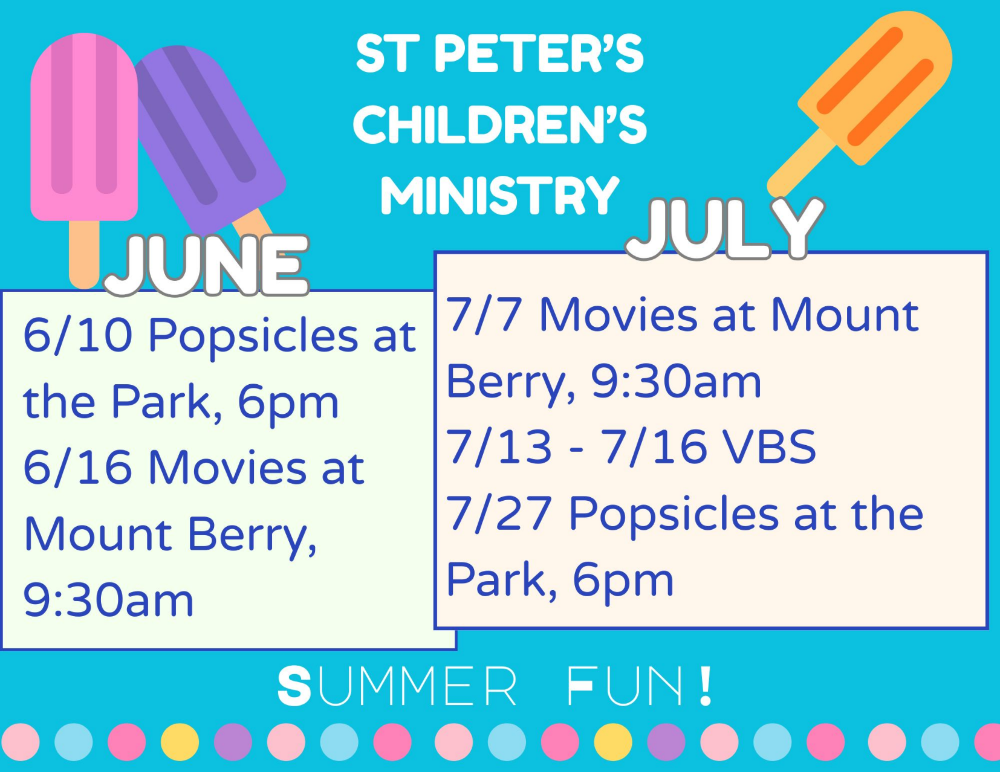 ST PETER'S
CHILDREN'S
MINISTRY
JUNE
6/10 Popsicles at
the Park, 6pm
6/16 Movies at
Mount Berry,
9:30am
JULY
7/7 Movies at Mount
Berry, 9:30am
7/13 - 7/16 VBS
7/27 Popsicles at the
Park, 6pm
SUMMER FUN!